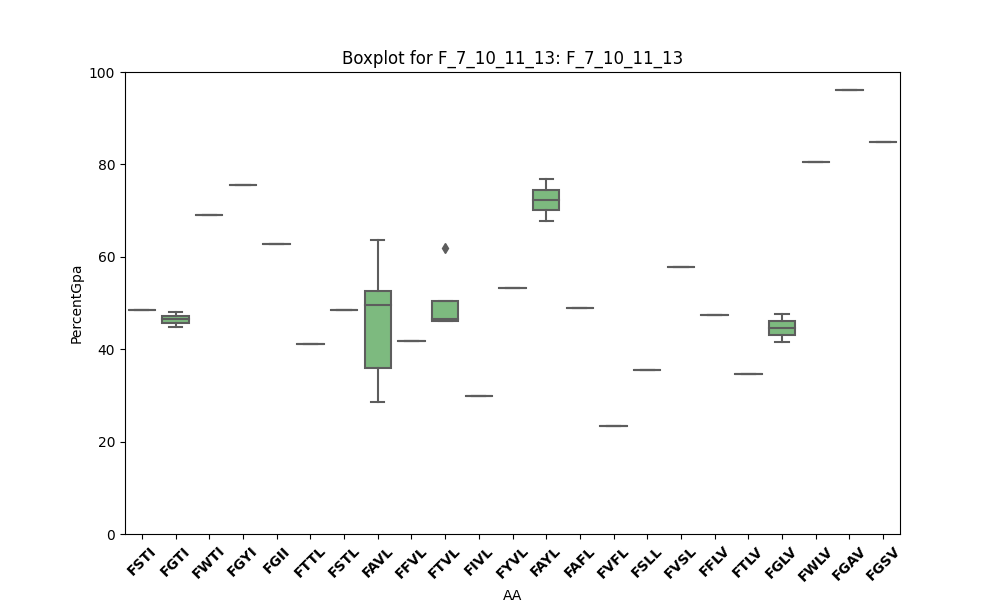 Boxplot for F_7_10_11_13: F_7_10_11_13
PercentGpa
100
80
60
40
20
0
FSTI
FGTI
FWTI
FGYI
FGII
FTTL
FSTL
FAVL
FFVL
FTVL
FIVL
FYVL
FAYL
FAFL
FVFL
FSLL
FVSL
FFLV
FTLV
FGLV
FWLV
FGAV
FGSV
AA